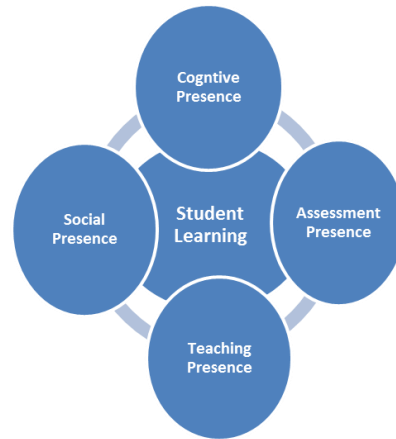 Cogntive
Presence
Social
Presence
Student
Learning
Assessment
Presence
Teaching
Presence